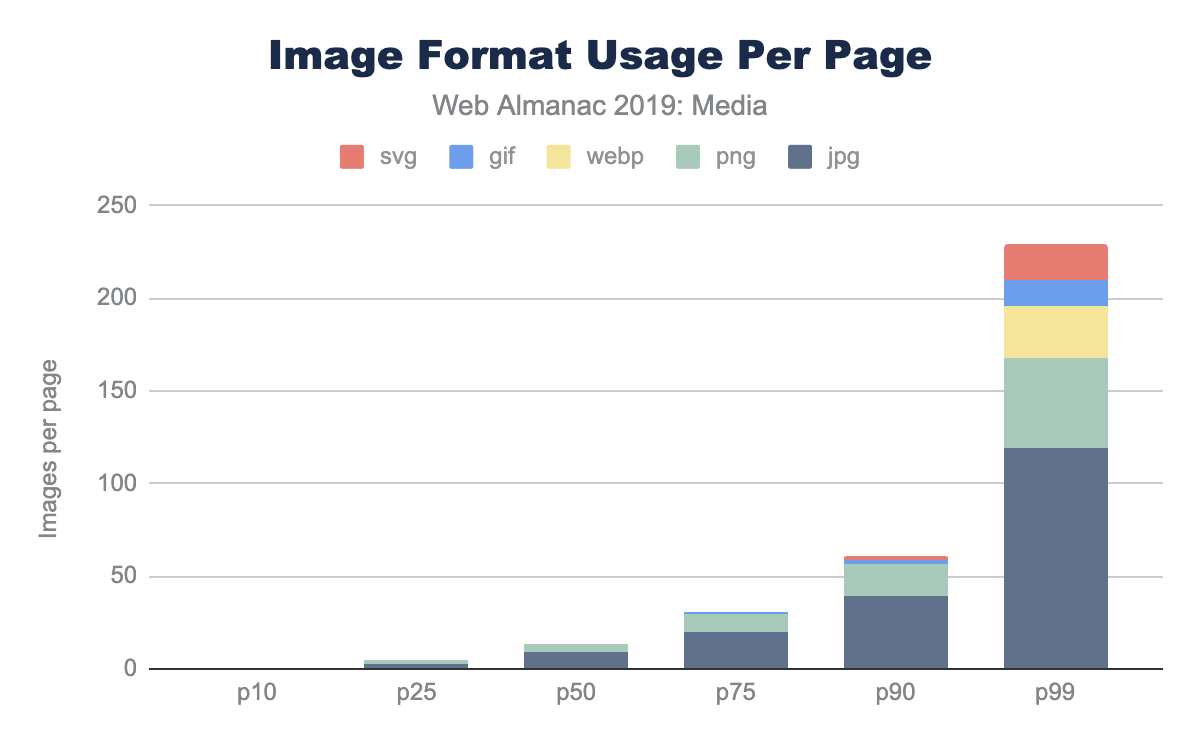 Image Format Usage Per Page
Web Almanac 2019: Media
svg gif webp png jpg
250
200
150
100
50
0
Images per page
p10 p25 p50 p75 p90 p99